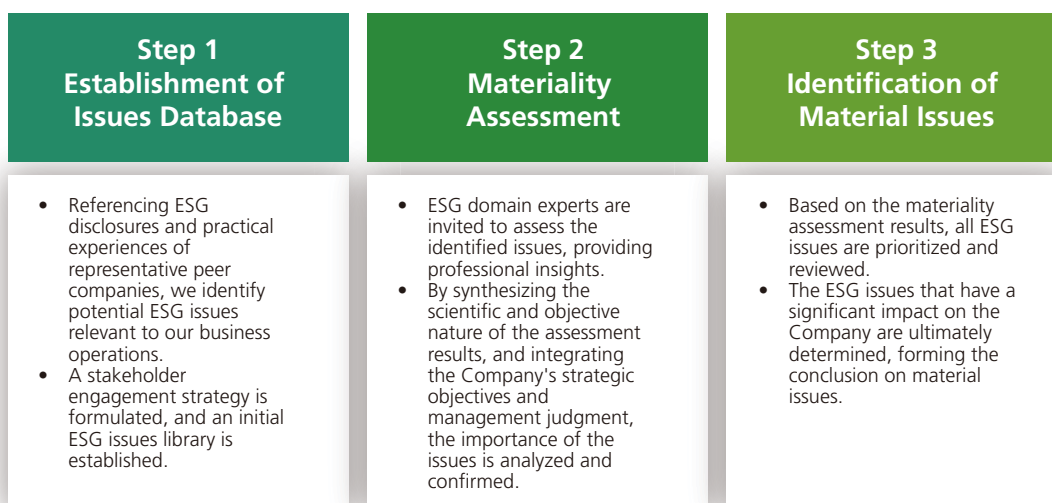 Step 1
Establishment of
Issues Database
• Referencing ESG
disclosures and practical
experiences of
representative peer
companies, we identify
potential ESG issues
relevant to our business
operations.
• A stakeholder
engagement strategy is
formulated, and an initial
ESG issues library is
established.
Step 2
Materiality
Assessment
• ESG domain experts are
invited to assess the
identified issues, providing
professional insights.
• By synthesizing the
scientific and objective
nature of the assessment
results, and integrating
the Company's strategic
objectives and
management judgment,
the importance of the
issues is analyzed and
confirmed.
Step 3
Identification of
Material Issues
• Based on the materiality
assessment results, all ESG
issues are prioritized and
reviewed.
• The ESG issues that have a
significant impact on the
Company are ultimately
determined, forming the
conclusion on material
issues.